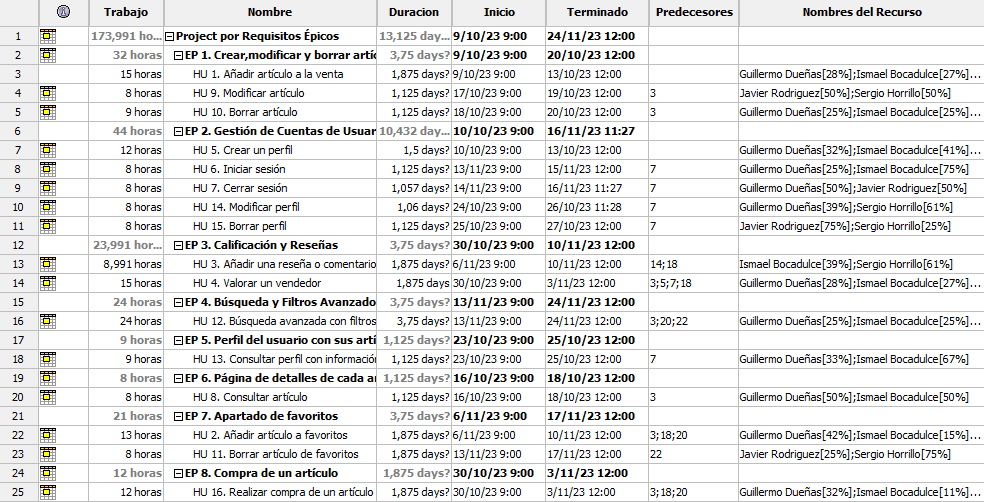 Trabajo Nombre Duracion Inicio Terminado Predecesores Nombres del Recurso
1 173,991 ho... Project por Requisitos Épicos 13,125 day... 9/10/23 9:00 24/11/23 12:00
2 32 horas EP 1. Crear,modificar y borrar artíc 3,75 days? 9/10/23 9:00 20/10/23 12:00
3 15 horas HU 1. Añadir artículo a la venta 1,875 days? 9/10/23 9:00 13/10/23 12:00 Guillermo Dueñas[28%];Ismael Bocadulce[27%]...
4 8 horas HU 9. Modificar artículo 1,125 days? 17/10/23 9:00 19/10/23 12:00 3 Javier Rodriguez[50%];Sergio Horrillo[50%]
5 9 horas HU 10. Borrar artículo 1,125 days? 18/10/23 9:00 20/10/23 12:00 3 Guillermo Dueñas[25%];Ismael Bocadulce[25%]...
6 44 horas EP 2. Gestión de Cuentas de Usuar 10,432 day... 10/10/23 9:00 16/11/23 11:27
7 12 horas HU 5. Crear un perfil 1,5 days? 10/10/23 9:00 13/10/23 12:00 Guillermo Dueñas[32%];Ismael Bocadulce[41%]...
8 8 horas HU 6. Iniciar sesión 1,125 days? 13/11/23 9:00 15/11/23 12:00 7 Guillermo Dueñas[25%];Ismael Bocadulce[75%]
9 8 horas HU 7. Cerrar sesión 1,057 days? 14/11/23 9:00 16/11/23 11:27 7 Guillermo Dueñas[50%];Javier Rodriguez[50%]
10 8 horas HU 14. Modificar perfil 1,06 days? 24/10/23 9:00 26/10/23 11:28 7 Guillermo Dueñas[39%];Sergio Horrillo[61%]
11 8 horas HU 15. Borrar perfil 1,125 days? 25/10/23 9:00 27/10/23 12:00 7 Javier Rodriguez[75%];Sergio Horrillo[25%]
12 23,991 hor... EP 3. Calificación y Reseñas 3,75 days? 30/10/23 9:00 10/11/23 12:00
13 8,991 horas HU 3. Añadir una reseña o comentario 1,875 days? 6/11/23 9:00 10/11/23 12:00 14;18 Ismael Bocadulce[39%];Sergio Horrillo[61%]
14 15 horas HU 4. Valorar un vendedor 1,875 days 30/10/23 9:00 3/11/23 12:00 3;5;7;18 Guillermo Dueñas[28%];Ismael Bocadulce[27%]...
15 24 horas EP 4. Búsqueda y Filtros Avanzado 3,75 days? 13/11/23 9:00 24/11/23 12:00
16 24 horas HU 12. Búsqueda avanzada con filtros 3,75 days? 13/11/23 9:00 24/11/23 12:00 3;20;22 Guillermo Dueñas[25%];Ismael Bocadulce[25%]...
17 9 horas EP 5. Perfil del usuario con sus artí 1,125 days? 23/10/23 9:00 25/10/23 12:00
18 9 horas HU 13. Consultar perfil con informació 1,125 days? 23/10/23 9:00 25/10/23 12:00 7 Guillermo Dueñas[33%];Ismael Bocadulce[67%]
19 8 horas EP 6. Página de detalles de cada ar 1,125 days? 16/10/23 9:00 18/10/23 12:00
20 8 horas HU 8. Consultar artículo 1,125 days? 16/10/23 9:00 18/10/23 12:00 3 Guillermo Dueñas[50%];Ismael Bocadulce[50%]
21 21 horas EP 7. Apartado de favoritos 3,75 days? 6/11/23 9:00 17/11/23 12:00
22 13 horas HU 2. Añadir artículo a favoritos 1,875 days? 6/11/23 9:00 10/11/23 12:00 3;18;20 Guillermo Dueñas[42%];Ismael Bocadulce[15%]...
23 8 horas HU 11. Borrar artículo de favoritos 1,875 days? 13/11/23 9:00 17/11/23 12:00 22 Javier Rodriguez[25%];Sergio Horrillo[75%]
24 12 horas EP 8. Compra de un artículo 1,875 days? 30/10/23 9:00 3/11/23 12:00
25 12 horas HU 16. Realizar compra de un artículo 1,875 days? 30/10/23 9:00 3/11/23 12:00 3;18;20 Guillermo Dueñas[32%];Ismael Bocadulce[11%]...